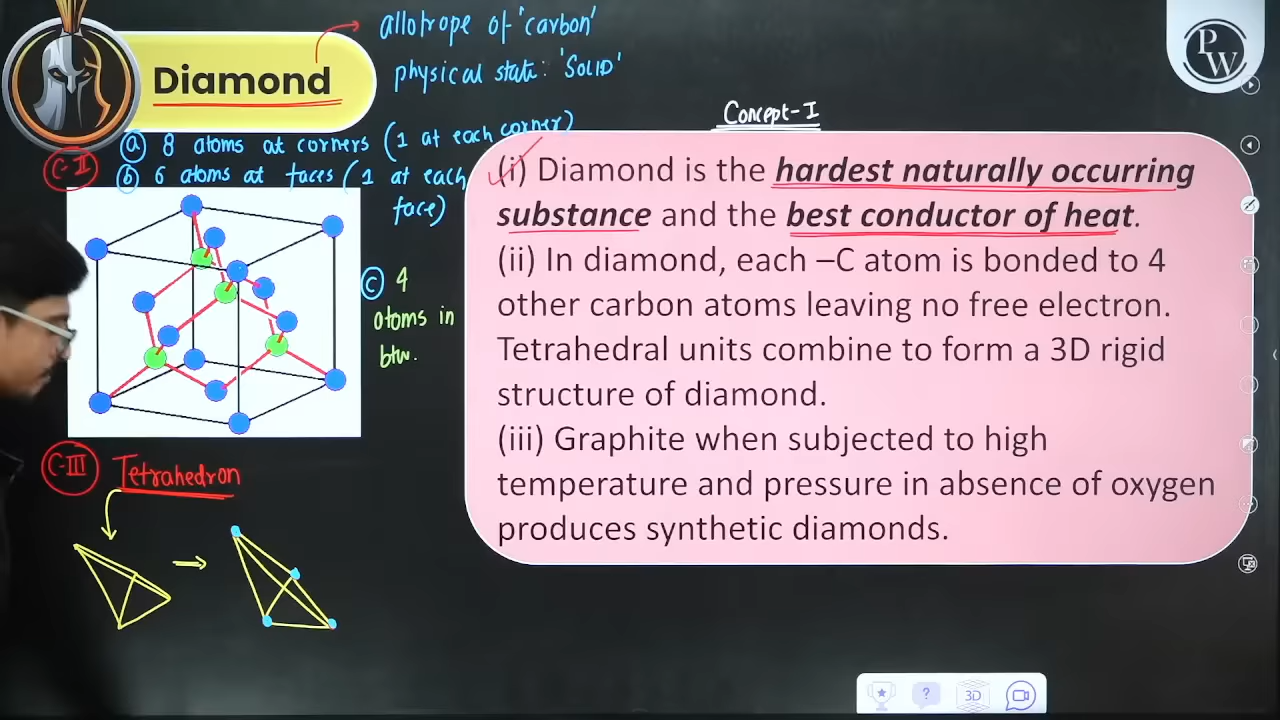 allotrope of 'carbon'
Diamond
physical state: 'SOLID'
Concept-I
(a) 8 atoms at corners (1 at each corner)
C-II
(b) 6 atoms at faces (1 at each
face)
(c) 4
atoms in
btw.
(i) Diamond is the hardest naturally occurring
substance and the best conductor of heat.
(ii) In diamond, each –C atom is bonded to 4
other carbon atoms leaving no free electron.
Tetrahedral units combine to form a 3D rigid
structure of diamond.
(iii) Graphite when subjected to high
temperature and pressure in absence of oxygen
produces synthetic diamonds.
C-III Tetrahedron
PW
? 3D